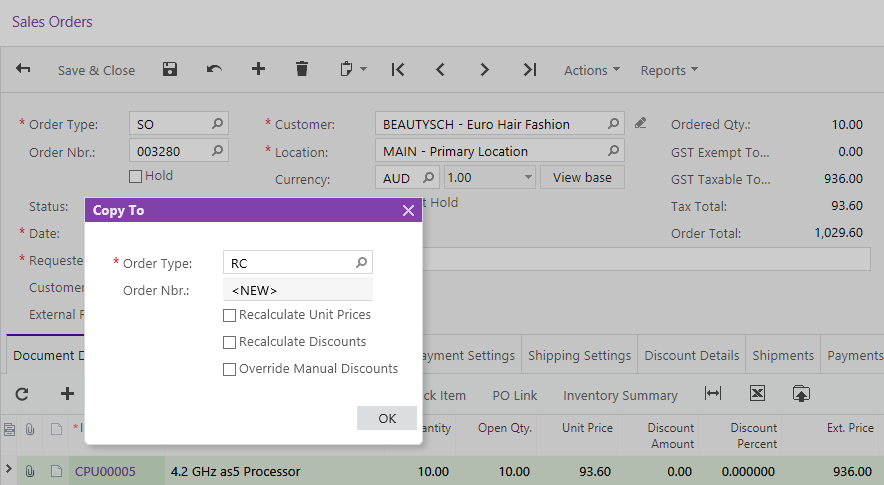 Sales Orders
Save & Close
Actions
Reports
* Order Type: SO
* Customer: BEAUTYSCH - Euro Hair Fashion
Ordered Qty.: 10.00
Order Nbr.: 003280
* Location: MAIN - Primary Location
GST Exempt To... 0.00
Hold
Currency: AUD 1.00 View base
GST Taxable To... 936.00
Status:
Hold
Tax Total: 93.60
* Date:
Order Total: 1,029.60
* Requeste
Customer
External R
Copy To
* Order Type: RC
Order Nbr.: <NEW>
Recalculate Unit Prices
Recalculate Discounts
Override Manual Discounts
OK
Document D
ayment Settings
Shipping Settings
Discount Details
Shipments
Payments
ck Item
PO Link
Inventory Summary
antity
Open Qty.
Unit Price
Discount Amount
Discount Percent
Ext. Price
CPU00005 4.2 GHz as5 Processor 10.00 10.00 93.60 0.00 0.000000 936.00